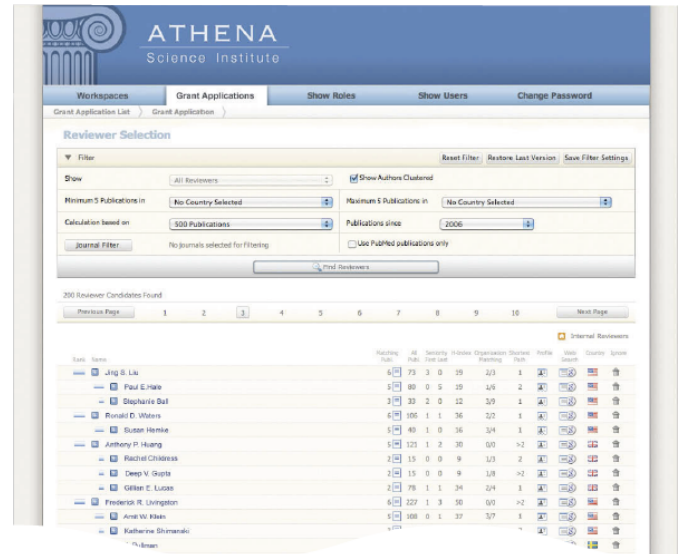 ATHENA
Science Institute
Workspaces Grant Applications Show Roles Show Users Change Password
Grant Application List Grant Application
Reviewer Selection
Filter Reset Filter Restore Last Version Save Filter Settings
Show All Reviewers Show Authors Clustered
Minimum 5 Publications in No Country Selected Maximum 5 Publications in No Country Selected
Calculation based on 500 Publications Publications since 2006
Journal Filter No journals selected for filtering Use PubMed publications only
Find Reviewers
200 Reviewer Candidates Found
Previous Page 1 2 3 4 5 6 7 8 9 10 Next Page
Internal Reviewers
Matching All Seniority H-Index Organization Shortest Profile Web Country Ignore
Rank Name Publ. Publ. First Last Matching Path Search
Jing S. Liu 6 73 3 0 19 2/3 1
Paul E.Hale 5 80 0 5 19 1/6 2
Stephanie Ball 3 33 2 0 12 3/9 1
Ronald D. Waters 6 106 1 1 36 2/2 1
Susan Hemke 5 40 1 0 16 3/4 1
Anthony P. Huang 5 121 1 2 30 0/0 >2
Rachel Childress 2 15 0 0 9 1/3 2
Deep V. Gupta 2 15 0 0 9 1/8 >2
Gillian E. Lucas 2 78 1 1 34 2/4 1
Frederick R. Livingston 6 227 1 3 50 0/0 >2
Amit W. Klein 5 108 0 1 37 3/7 1
Katherine Shimanski